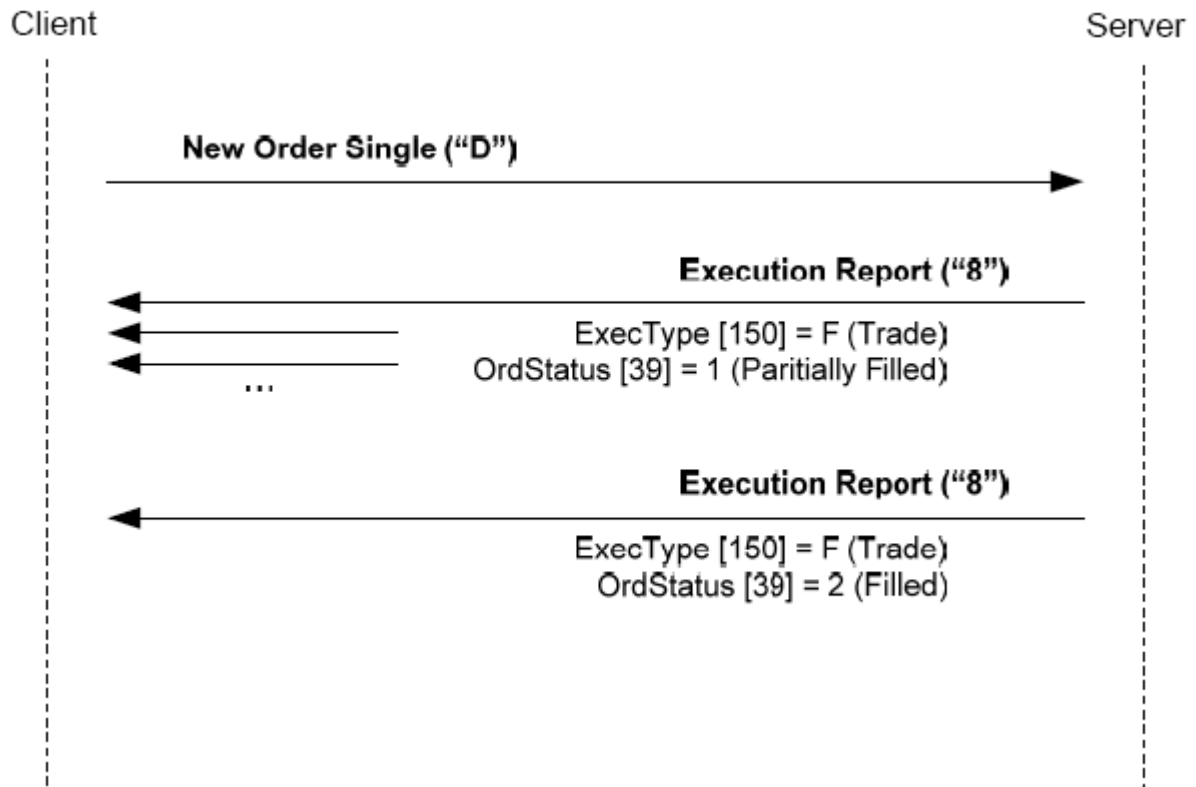 Client
Server
New Order Single (“D”)
Execution Report (“8”)
ExecType [150] = F (Trade)
OrdStatus [39] = 1 (Paritially Filled)
...
Execution Report (“8”)
ExecType [150] = F (Trade)
OrdStatus [39] = 2 (Filled)